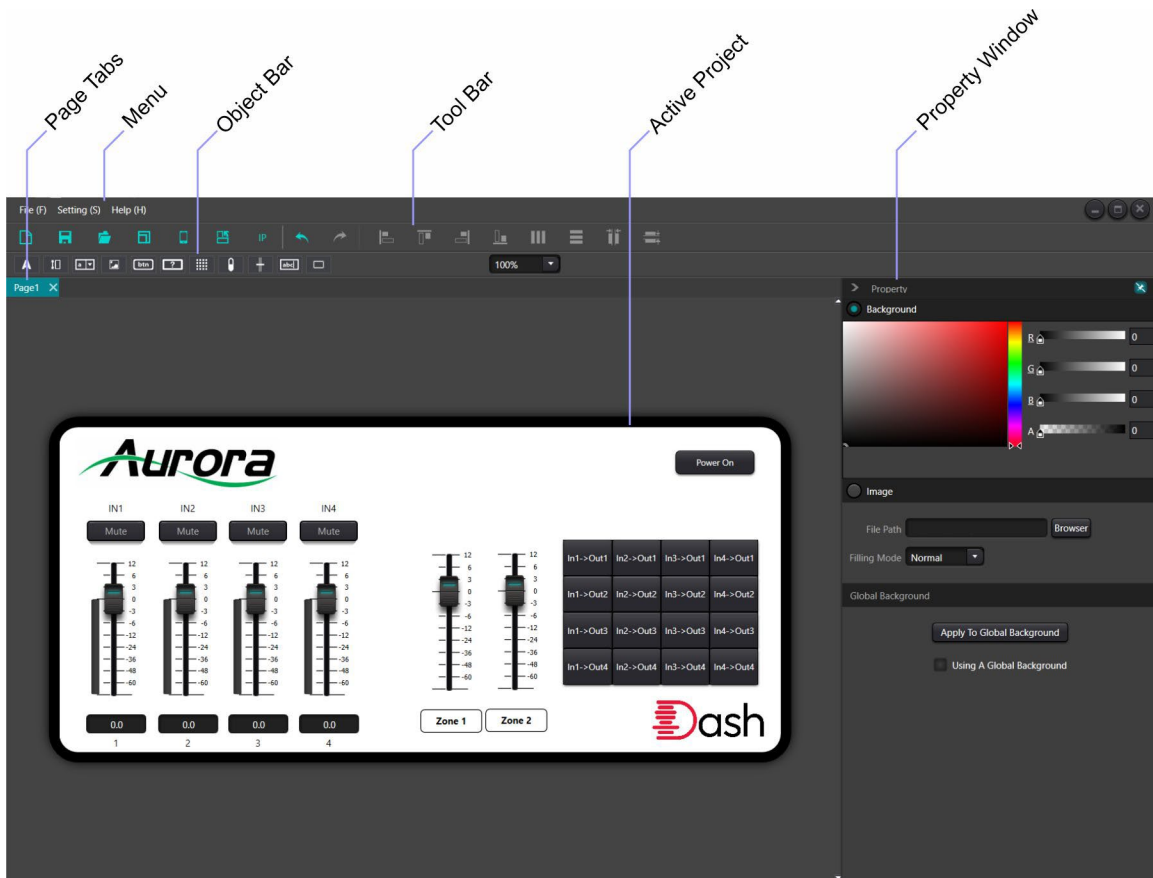 Page Tabs
Menu
Object Bar
Tool Bar
Active Project
Property Window
File (F) Setting (S) Help (H)
IP
A a btn ? abc 100%
Page1
Property
Background
R 0
G 0
B 0
A 0
Image
File Path Browser
Filling Mode Normal
Global Background
Apply To Global Background
Using A Global Background
Aurora
Power On
IN1 IN2 IN3 IN4
Mute Mute Mute Mute
12 12 12 12
6 6 6 6
3 3 3 3
0 0 0 0
-3 -3 -3 -3
-6 -6 -6 -6
-12 -12 -12 -12
-24 -24 -24 -24
-36 -36 -36 -36
-48 -48 -48 -48
-60 -60 -60 -60
0.0 0.0 0.0 0.0
1 2 3 4
12 12
6 6
3 3
0 0
-3 -3
-6 -6
-12 -12
-24 -24
-36 -36
-48 -48
-60 -60
Zone 1 Zone 2
In1->Out1 In2->Out1 In3->Out1 In4->Out1
In1->Out2 In2->Out2 In3->Out2 In4->Out2
In1->Out3 In2->Out3 In3->Out3 In4->Out3
In1->Out4 In2->Out4 In3->Out4 In4->Out4
Dash